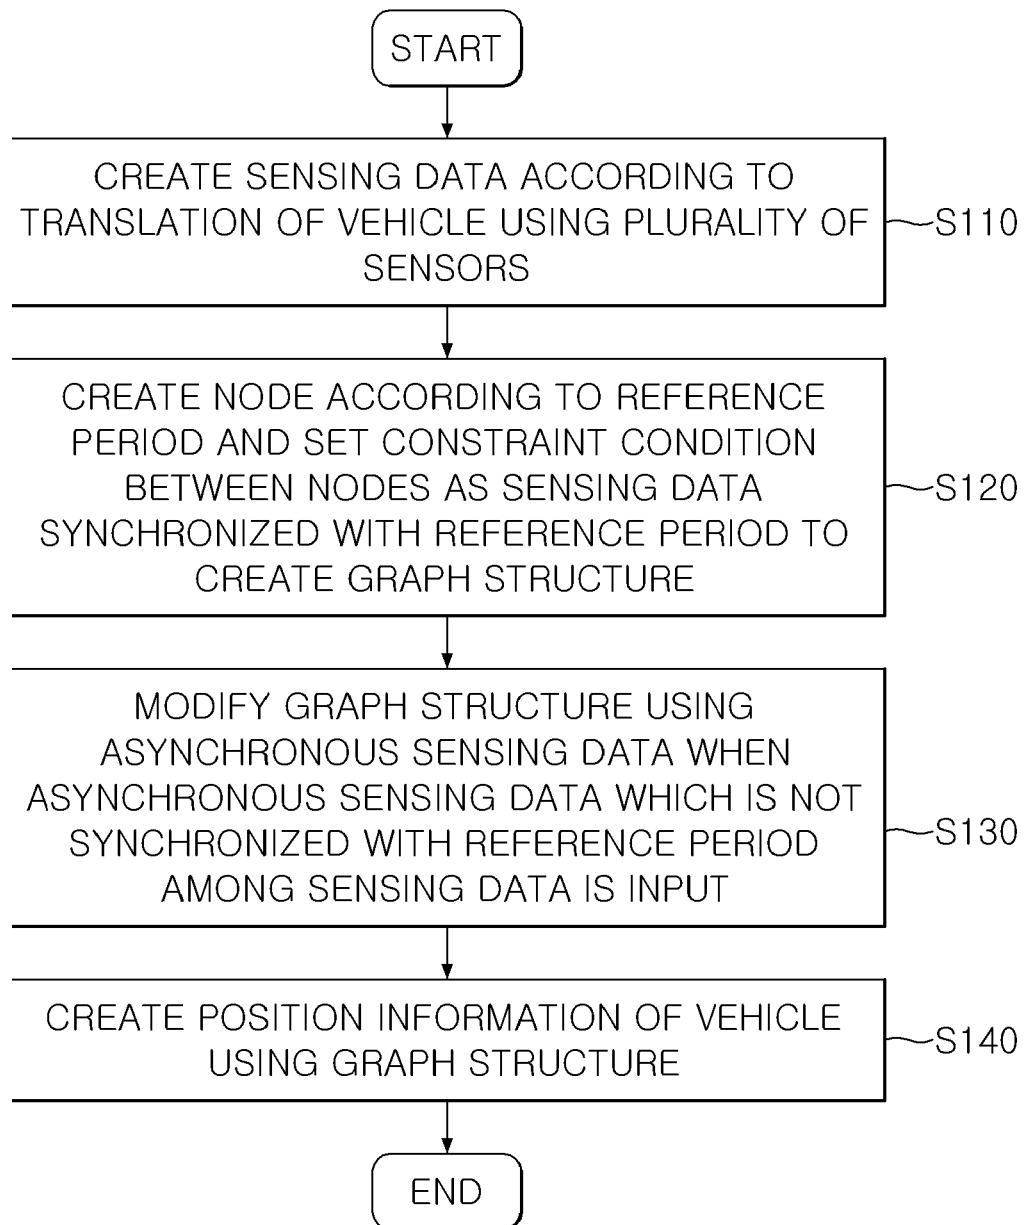 START
CREATE SENSING DATA ACCORDING TO
TRANSLATION OF VEHICLE USING PLURALITY OF
SENSORS
S110
CREATE NODE ACCORDING TO REFERENCE
PERIOD AND SET CONSTRAINT CONDITION
BETWEEN NODES AS SENSING DATA
SYNCHRONIZED WITH REFERENCE PERIOD TO
CREATE GRAPH STRUCTURE
S120
MODIFY GRAPH STRUCTURE USING
ASYNCHRONOUS SENSING DATA WHEN
ASYNCHRONOUS SENSING DATA WHICH IS NOT
SYNCHRONIZED WITH REFERENCE PERIOD
AMONG SENSING DATA IS INPUT
S130
CREATE POSITION INFORMATION OF VEHICLE
USING GRAPH STRUCTURE
S140
END